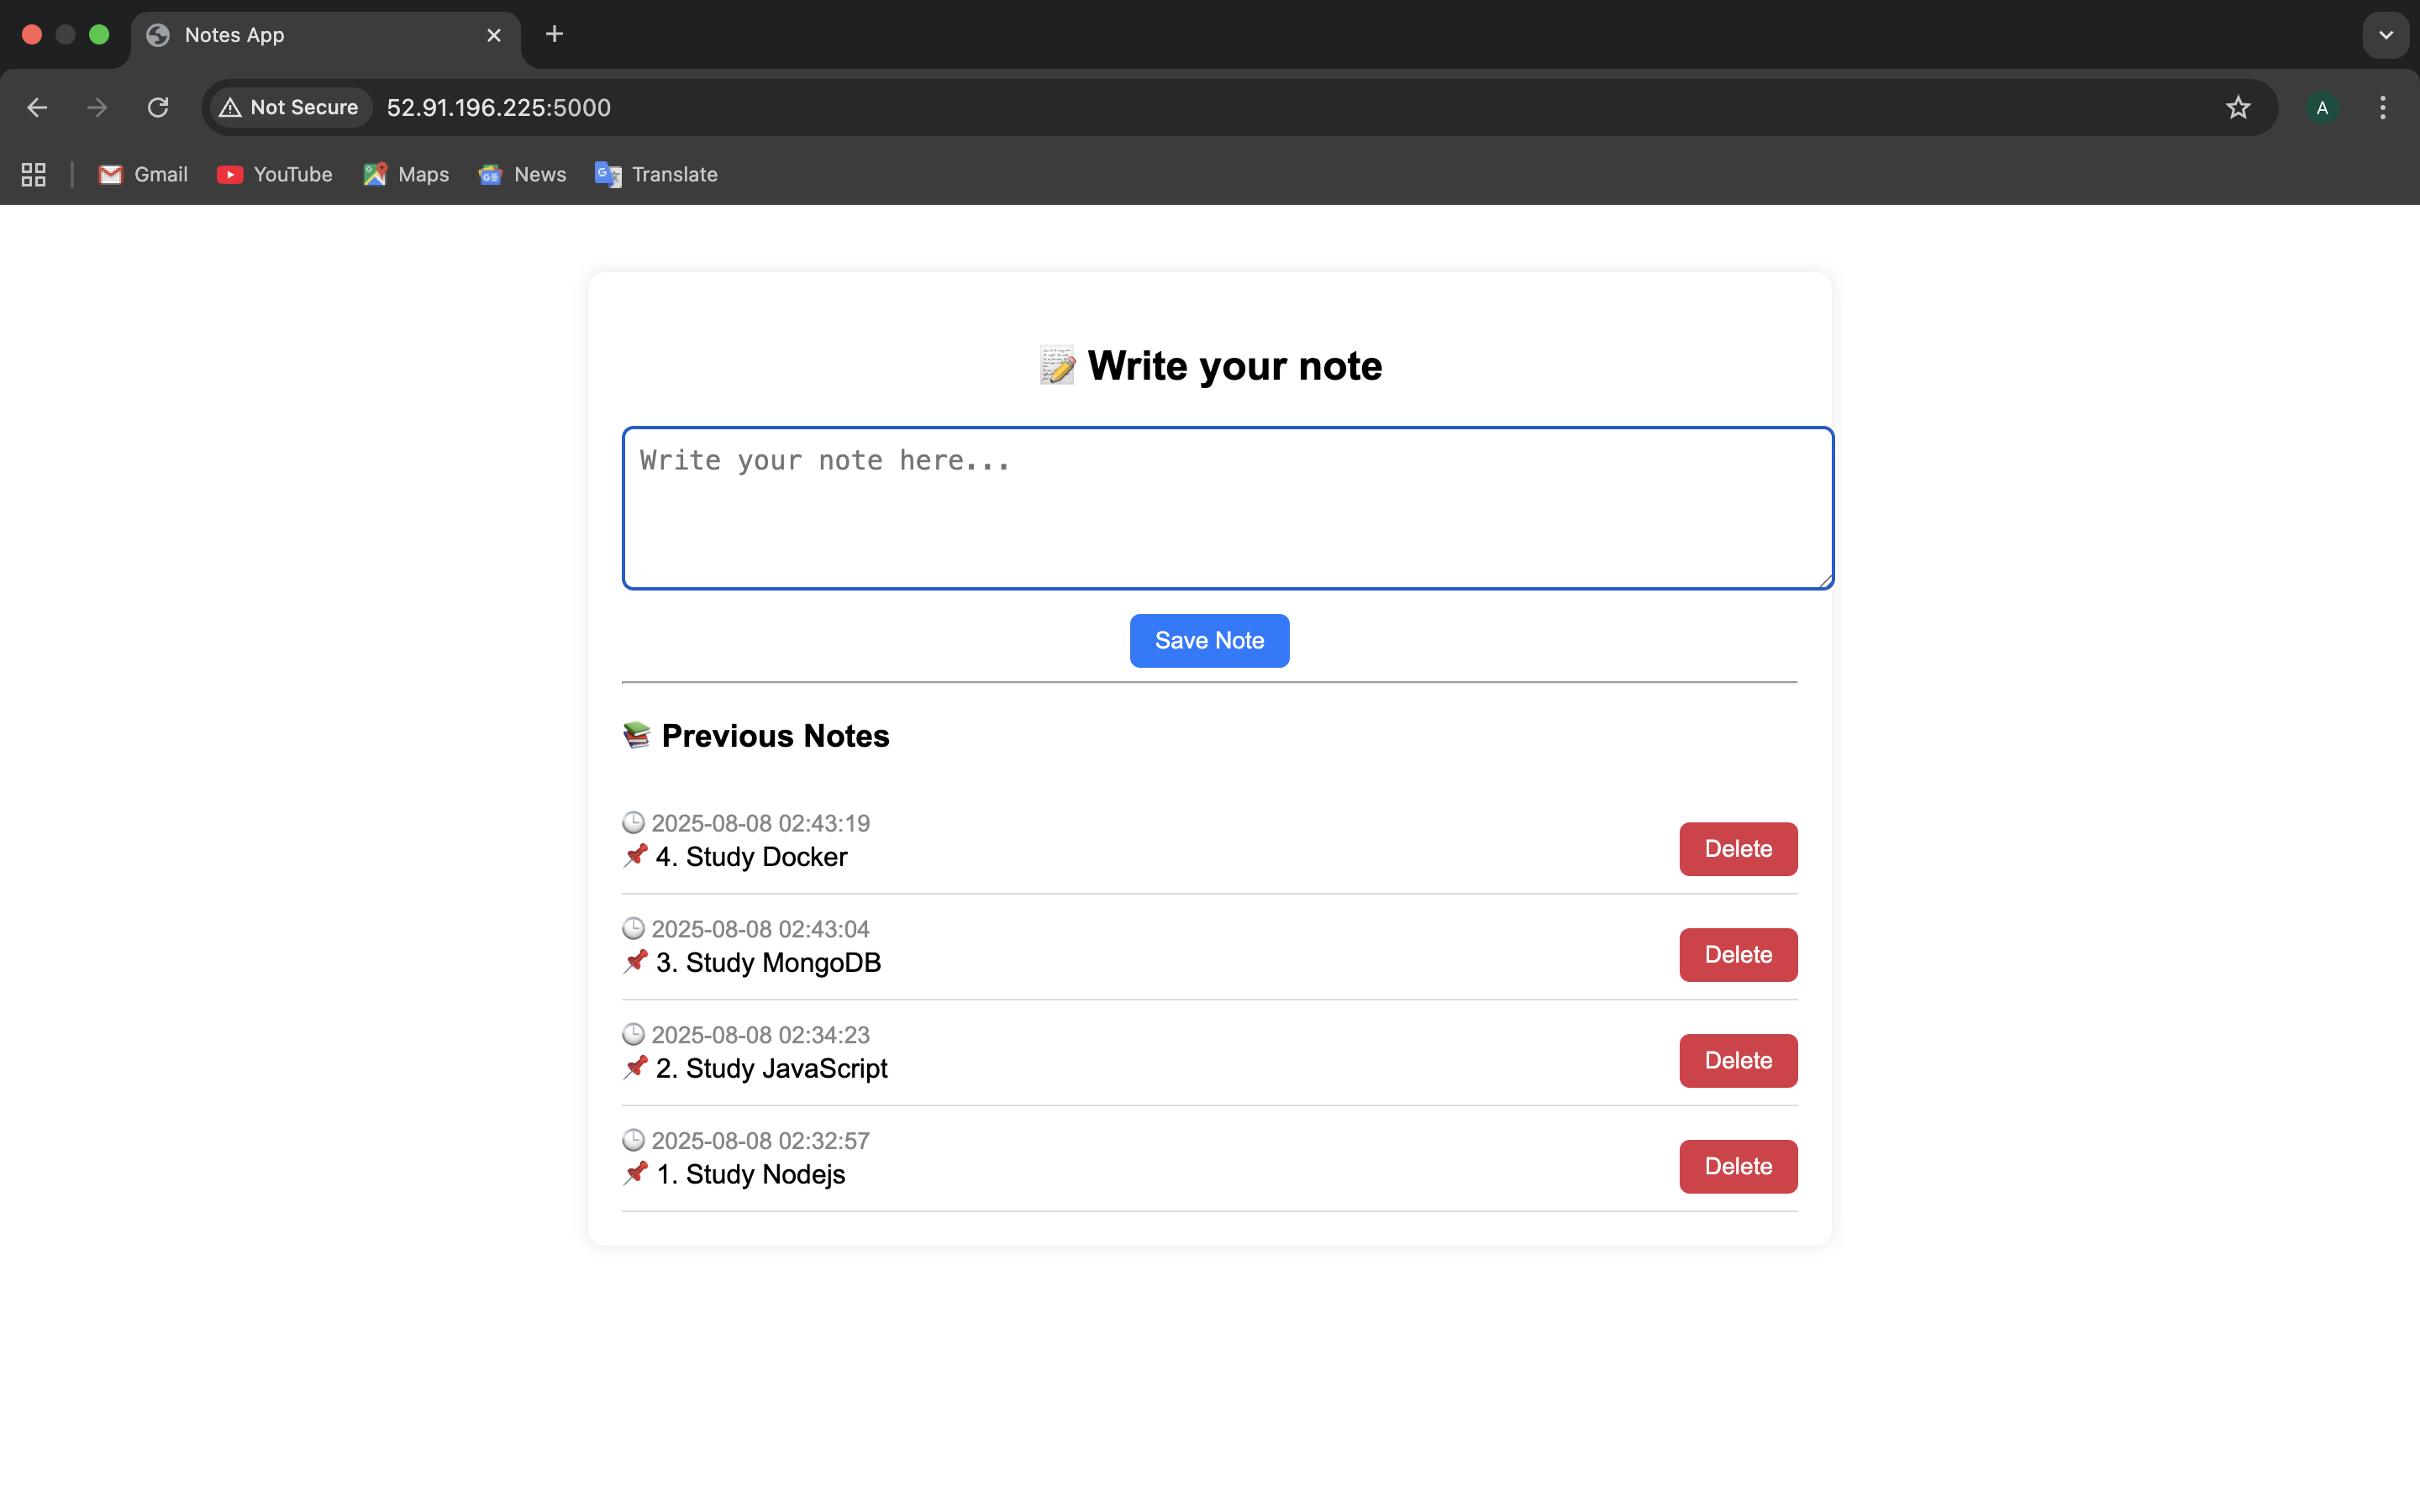 Notes App
Not Secure 52.91.196.225:5000 A
Gmail YouTube Maps News Translate
📝 Write your note
Write your note here...
Save Note
📚 Previous Notes
🕒 2025-08-08 02:43:19
📌 4. Study Docker
Delete
🕒 2025-08-08 02:43:04
📌 3. Study MongoDB
Delete
🕒 2025-08-08 02:34:23
📌 2. Study JavaScript
Delete
🕒 2025-08-08 02:32:57
📌 1. Study Nodejs
Delete